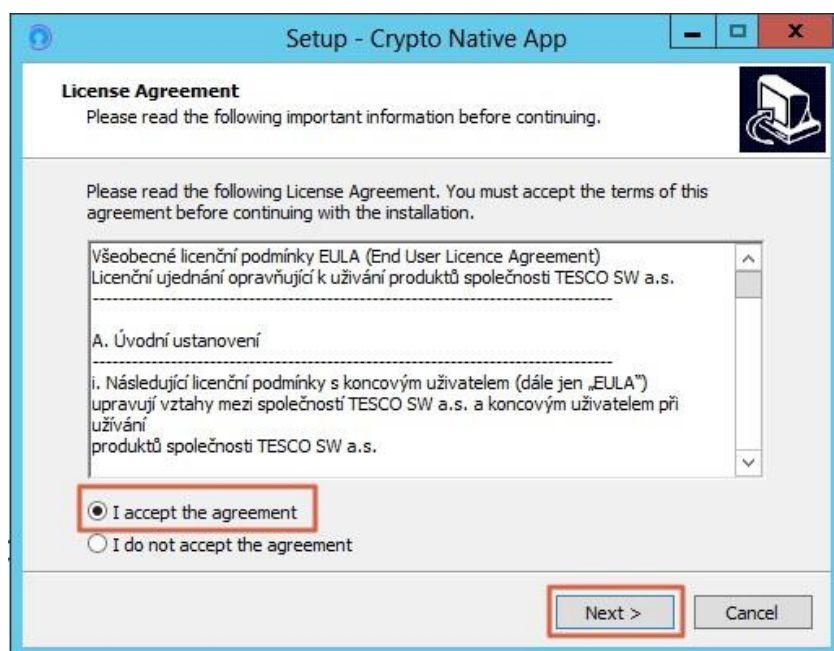 Setup - Crypto Native App
License Agreement
Please read the following important information before continuing.
Please read the following License Agreement. You must accept the terms of this
agreement before continuing with the installation.
Všeobecné licenční podmínky EULA (End User Licence Agreement)
Licenční ujednání opravňující k užívání produktů společnosti TESCO SW a.s.
--------------------------------------------------------------------------------
A. Úvodní ustanovení
--------------------------------------------------------------------------------
i. Následující licenční podmínky s koncovým uživatelem (dále jen „EULA“)
upravují vztahy mezi společností TESCO SW a.s. a koncovým uživatelem při
užívání
produktů společnosti TESCO SW a.s.
I accept the agreement
I do not accept the agreement
Next >
Cancel